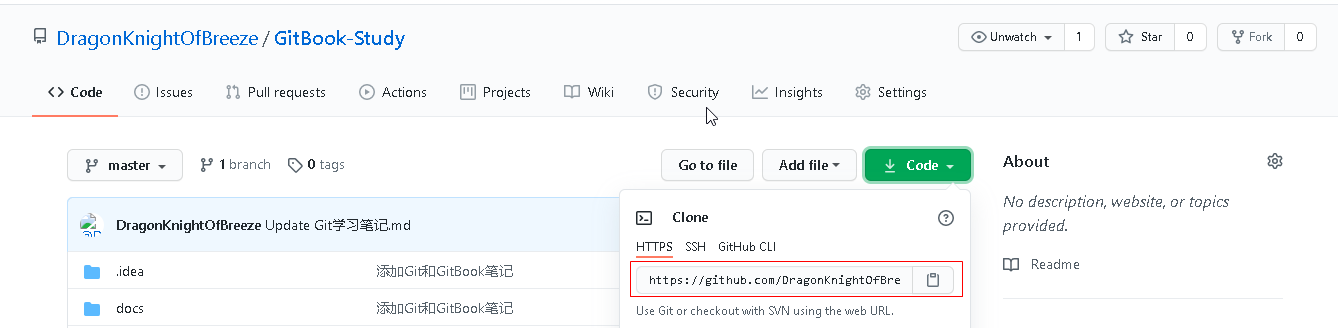 DragonKnightOfBreeze / GitBook-Study
Unwatch 1 Star 0 Fork 0
Code Issues Pull requests Actions Projects Wiki Security Insights Settings
master 1 branch 0 tags Go to file Add file Code
About
No description, website, or topics
provided.
Readme
DragonKnightOfBreeze Update Git学习笔记.md
.idea 添加Git和GitBook笔记
docs 添加Git和GitBook笔记
Clone
HTTPS SSH GitHub CLI
https://github.com/DragonKnightOfBre
Use Git or checkout with SVN using the web URL.